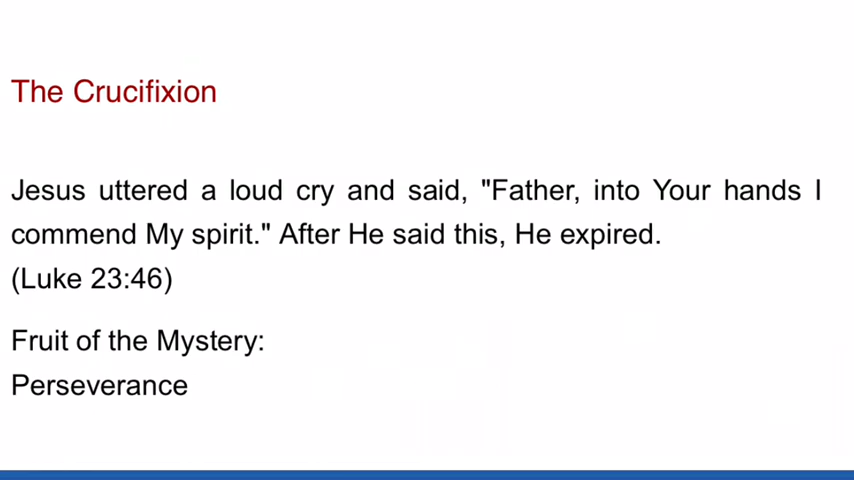 The Crucifixion
Jesus uttered a loud cry and said, "Father, into Your hands I
commend My spirit." After He said this, He expired.
(Luke 23:46)
Fruit of the Mystery:
Perseverance